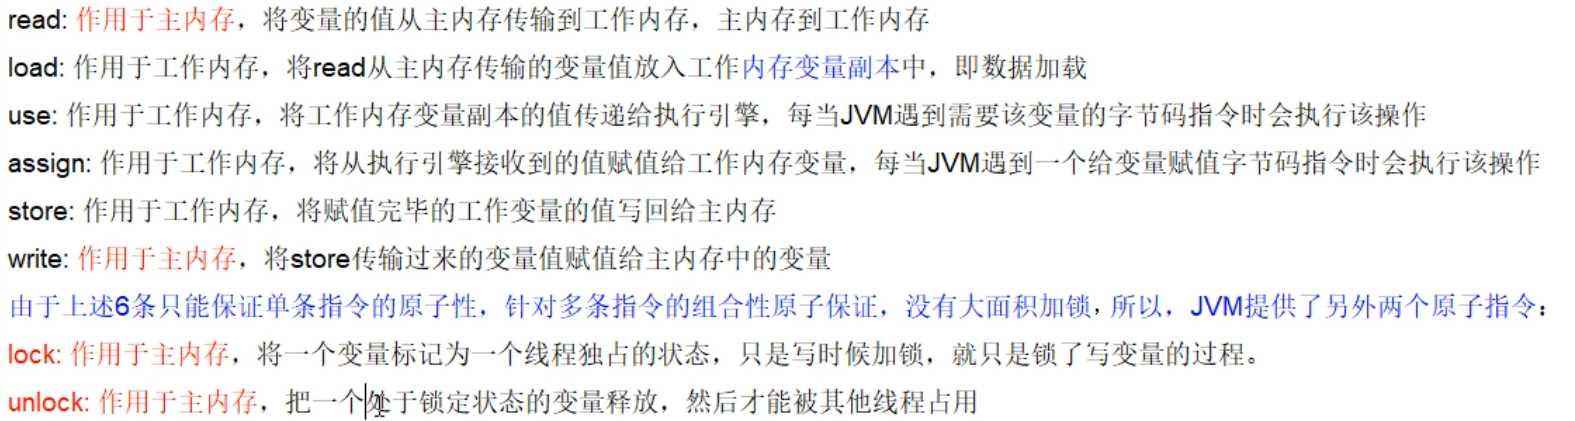 read: 作用于主内存，将变量的值从主内存传输到工作内存，主内存到工作内存
load: 作用于工作内存，将read从主内存传输的变量值放入工作内存变量副本中，即数据加载
use: 作用于工作内存，将工作内存变量副本的值传递给执行引擎，每当JVM遇到需要该变量的字节码指令时会执行该操作
assign: 作用于工作内存，将从执行引擎接收到的值赋值给工作内存变量，每当JVM遇到一个给变量赋值字节码指令时会执行该操作
store: 作用于工作内存，将赋值完毕的工作变量的值写回给主内存
write: 作用于主内存，将store传输过来的变量值赋值给主内存中的变量
由于上述6条只能保证单条指令的原子性，针对多条指令的组合性原子保证，没有大面积加锁，所以，JVM提供了另外两个原子指令：
lock: 作用于主内存，将一个变量标记为一个线程独占的状态，只是写时候加锁，就只是锁了写变量的过程。
unlock: 作用于主内存，把一个处于锁定状态的变量释放，然后才能被其他线程占用